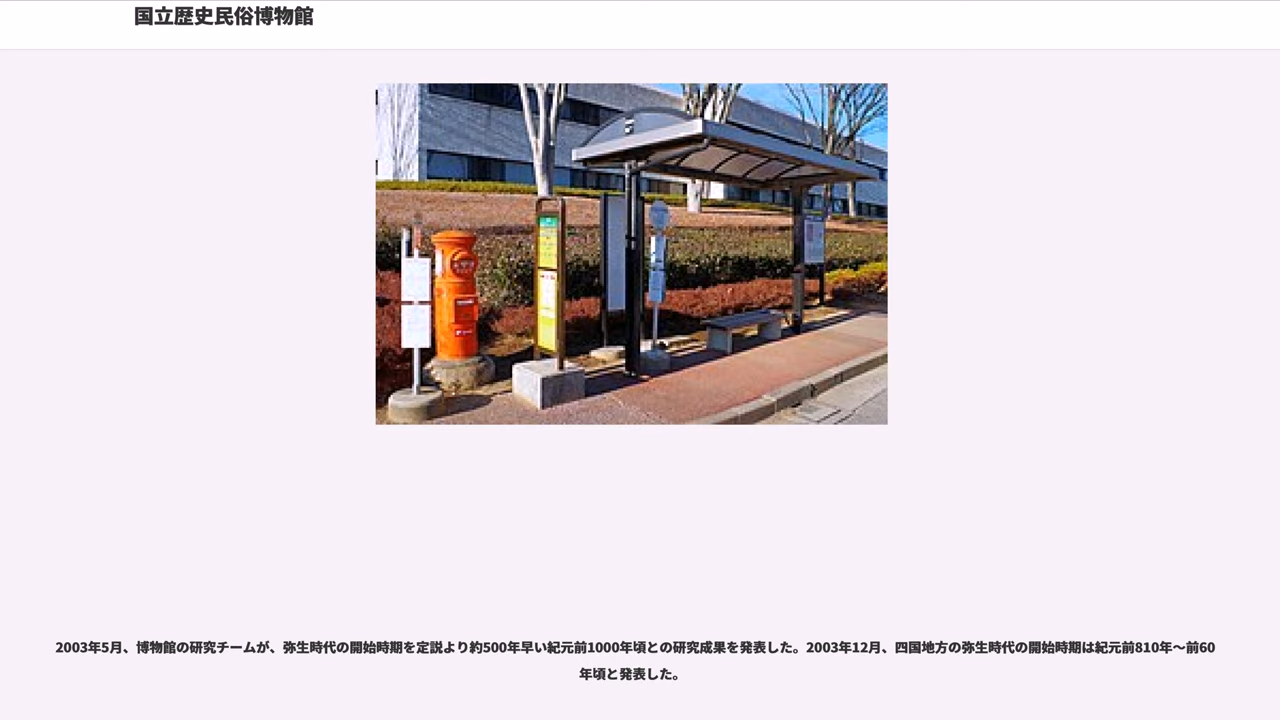 国立歴史民俗博物館
2003年5月、博物館の研究チームが、弥生時代の開始時期を定説より約500年早い紀元前1000年頃との研究成果を発表した。2003年12月、四国地方の弥生時代の開始時期は紀元前810年～前60
年頃と発表した。